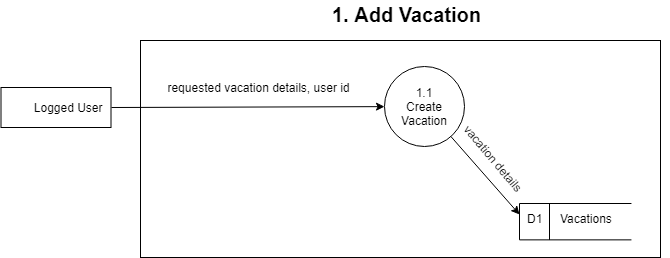 1. Add Vacation
requested vacation details, user id
Logged User
1.1
Create
Vacation
vacation details
D1
Vacations